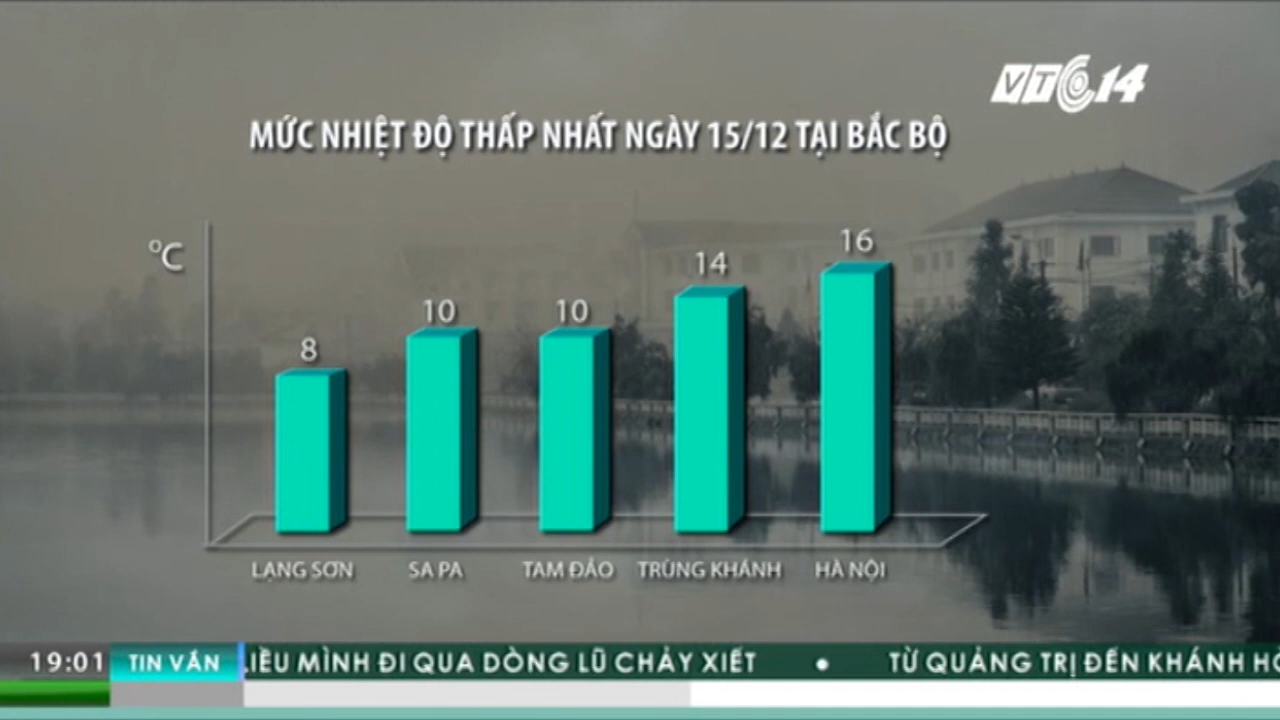 VTC14
MỨC NHIỆT ĐỘ THẤP NHẤT NGÀY 15/12 TẠI BẮC BỘ
°C
8
10
10
14
16
LẠNG SƠN
SA PA
TAM ĐẢO
TRÙNG KHÁNH
HÀ NỘI
19:01 TIN VẮN LIỀU MÌNH ĐI QUA DÒNG LŨ CHẢY XIẾT • TỪ QUẢNG TRỊ ĐẾN KHÁNH HÒ